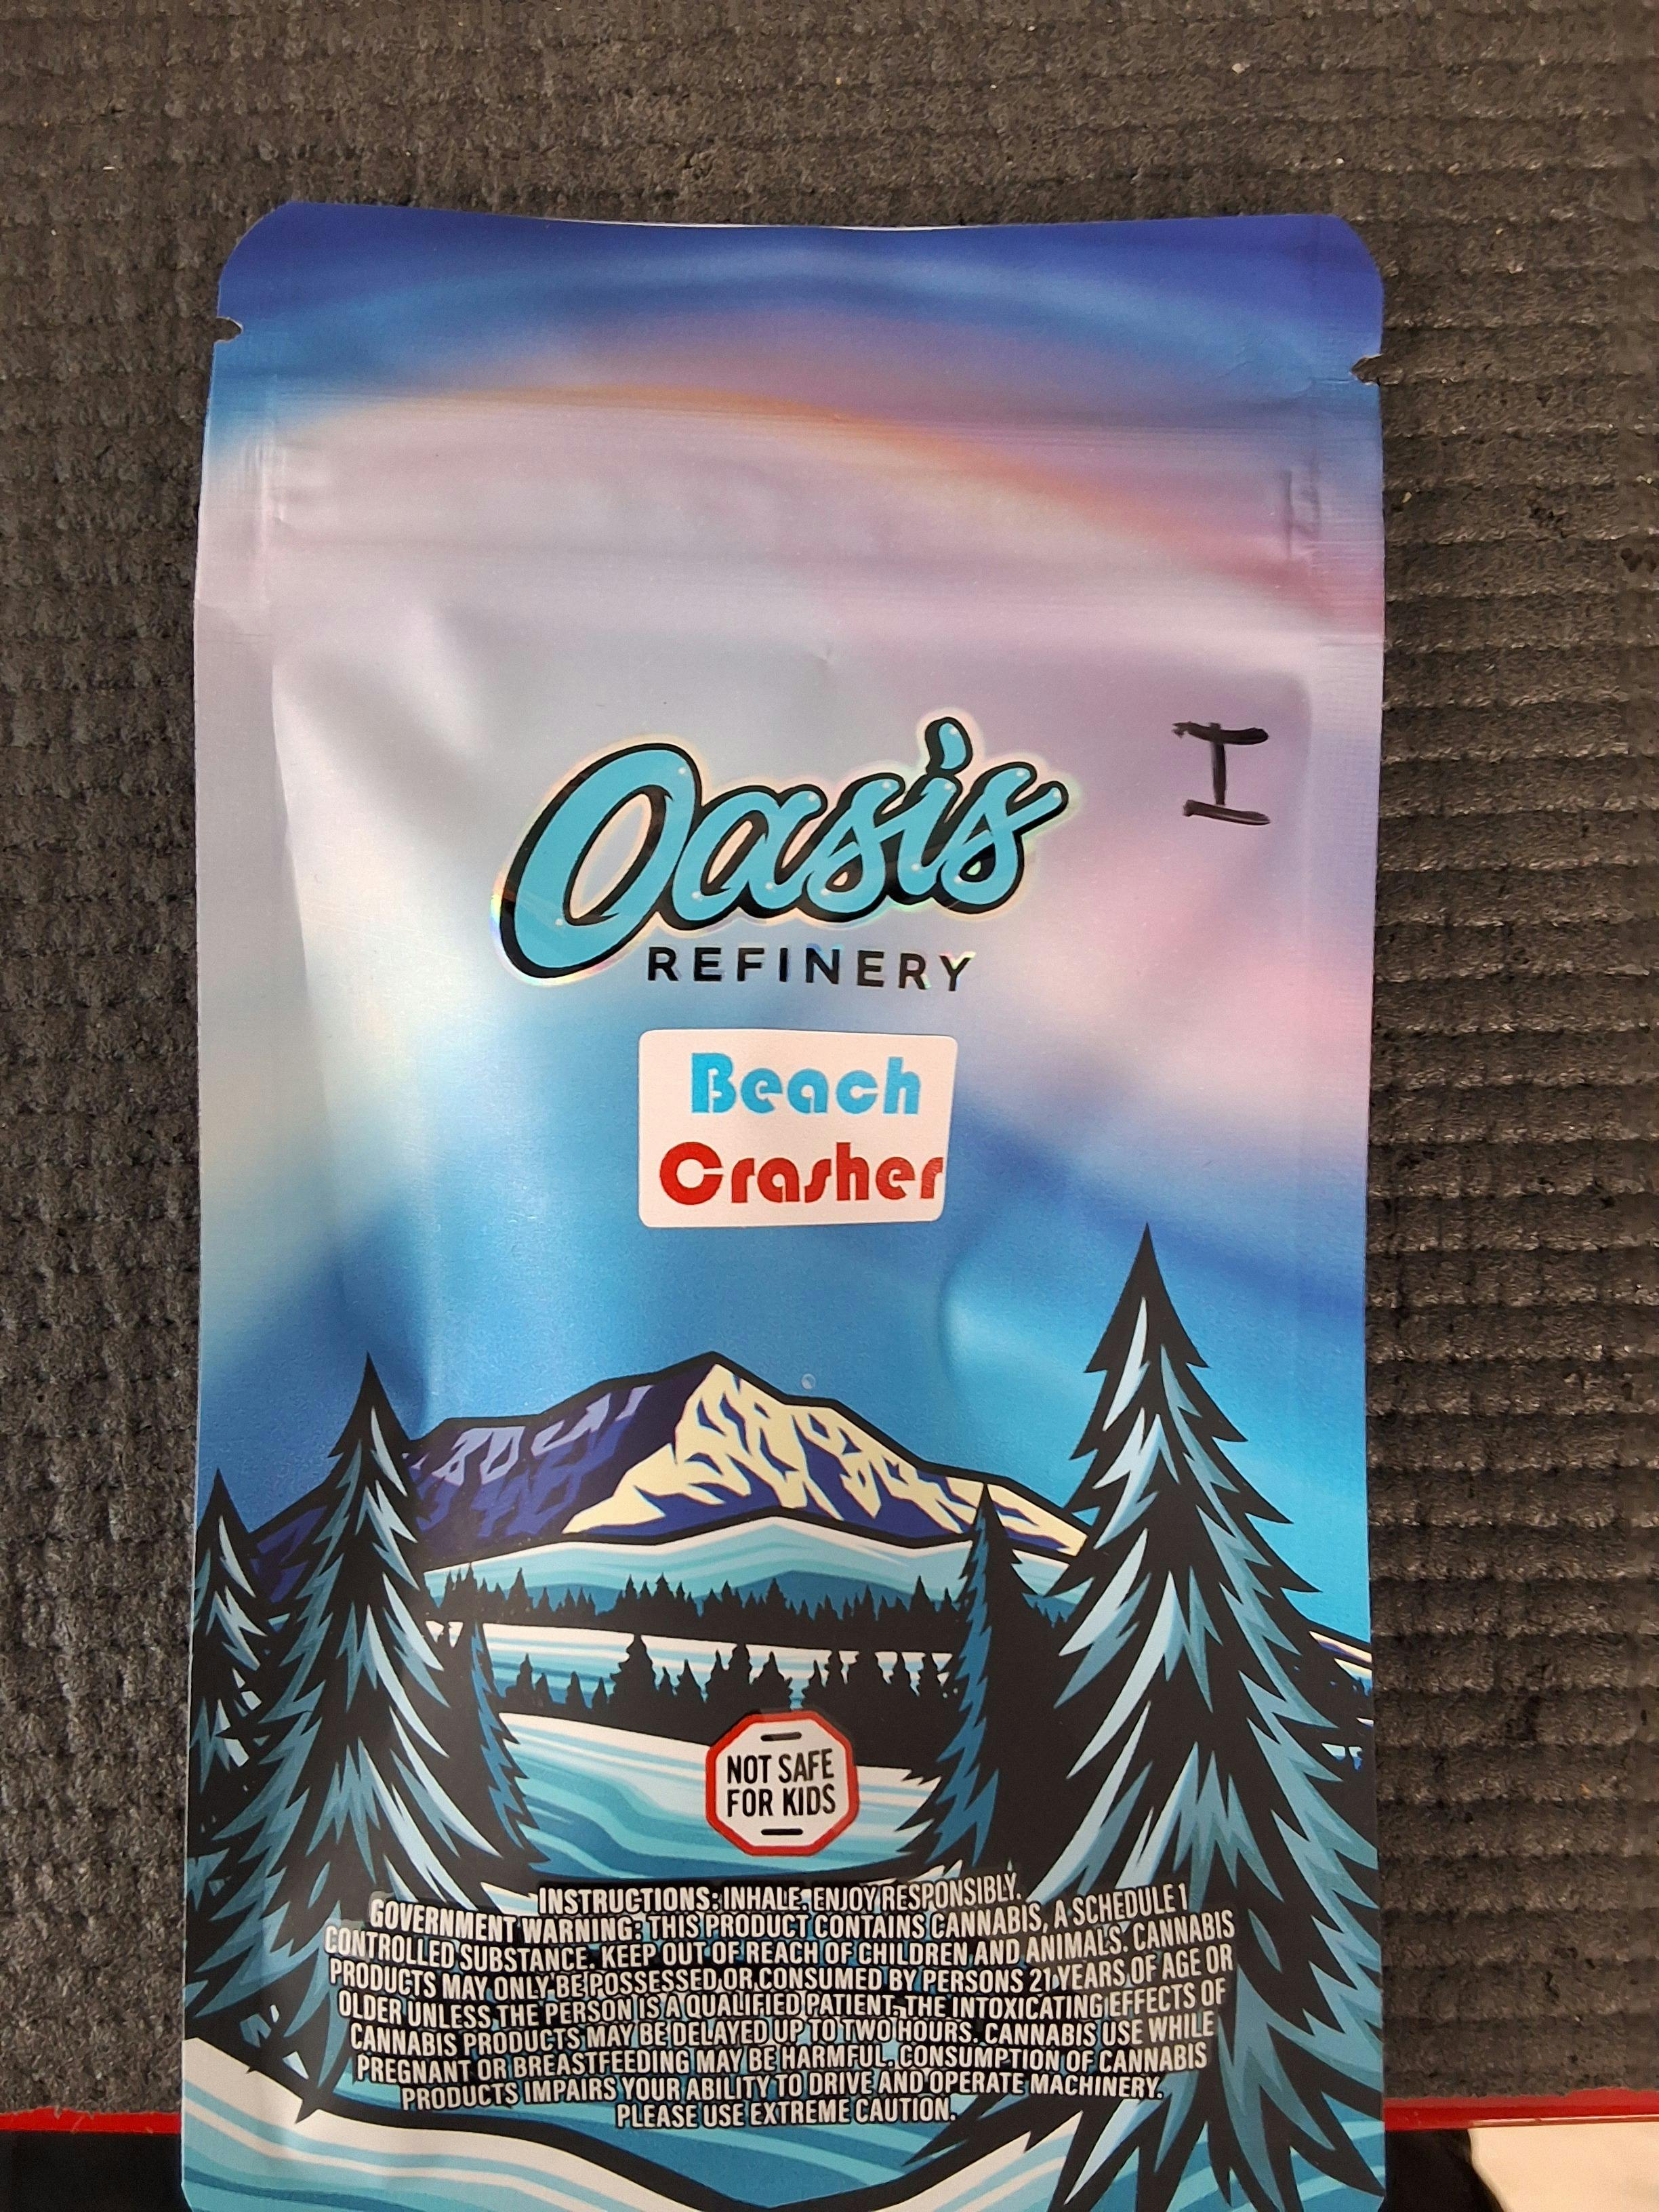 Oasis
I
REFINERY
Beach
Crasher
NOT SAFE
FOR KIDS
INSTRUCTIONS: INHALE. ENJOY RESPONSIBLY.
GOVERNMENT WARNING: THIS PRODUCT CONTAINS CANNABIS, A SCHEDULE 1
CONTROLLED SUBSTANCE. KEEP OUT OF REACH OF CHILDREN AND ANIMALS. CANNABIS
PRODUCTS MAY ONLY BE POSSESSED OR CONSUMED BY PERSONS 21 YEARS OF AGE OR
OLDER UNLESS THE PERSON IS A QUALIFIED PATIENT. THE INTOXICATING EFFECTS OF
CANNABIS PRODUCTS MAY BE DELAYED UP TO TWO HOURS. CANNABIS USE WHILE
PREGNANT OR BREASTFEEDING MAY BE HARMFUL. CONSUMPTION OF CANNABIS
PRODUCTS IMPAIRS YOUR ABILITY TO DRIVE AND OPERATE MACHINERY.
PLEASE USE EXTREME CAUTION.